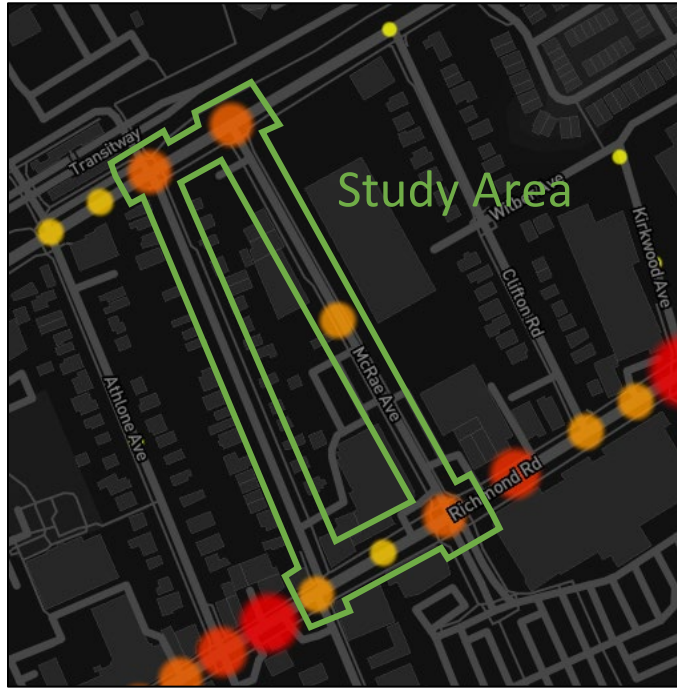 Transitway
Study Area
Wilber Ave
Kirkwood Ave
Clifton Rd
McRae Ave
Athlone Ave
Richmond Rd